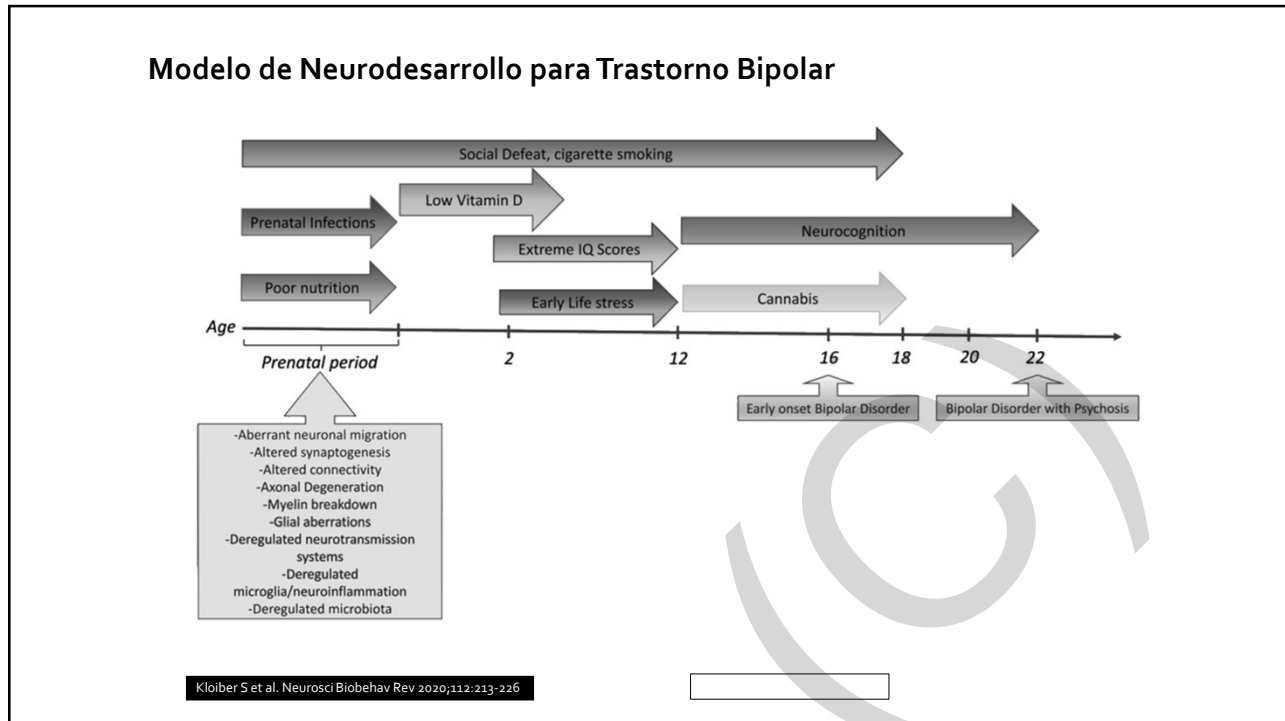 Modelo de Neurodesarrollo para Trastorno Bipolar
Social Defeat, cigarette smoking
Low Vitamin D
Prenatal Infections
Neurocognition
Extreme IQ Scores
Poor nutrition
Early Life stress
Cannabis
Age
Prenatal period
2
12
16
18
20
22
Early onset Bipolar Disorder
Bipolar Disorder with Psychosis
-Aberrant neuronal migration
-Altered synaptogenesis
-Altered connectivity
-Axonal Degeneration
-Myelin breakdown
-Glial aberrations
-Deregulated neurotransmission
systems
-Deregulated
microglia/neuroinflammation
-Deregulated microbiota
Kloiber S et al. Neurosci Biobehav Rev 2020;112:213-226
(C)